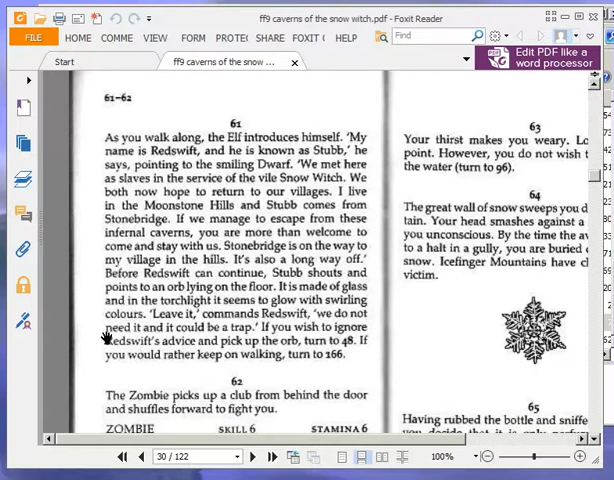 ff9 caverns of the snow witch.pdf - Foxit Reader
FILE HOME COMME VIEW FORM PROTEC SHARE FOXIT C HELP Find
Start ff9 caverns of the snow ...
Edit PDF like a
word processor
61–62
61
As you walk along, the Elf introduces himself. ‘My
name is Redswift, and he is known as Stubb,’ he
says, pointing to the smiling Dwarf. ‘We met here
as slaves in the service of the vile Snow Witch. We
both now hope to return to our villages. I live
in the Moonstone Hills and Stubb comes from
Stonebridge. If we manage to escape from these
infernal caverns, you are more than welcome to
come and stay with us. Stonebridge is on the way to
my village in the hills. It's also a long way off.’
Before Redswift can continue, Stubb shouts and
points to an orb lying on the floor. It is made of glass
and in the torchlight it seems to glow with swirling
colours. ‘Leave it,’ commands Redswift, ‘we do not
need it and it could be a trap.’ If you wish to ignore
Redswift's advice and pick up the orb, turn to 48. If
you would rather keep on walking, turn to 166.
62
The Zombie picks up a club from behind the door
and shuffles forward to fight you.
ZOMBIE SKILL 6 STAMINA 6
63
Your thirst makes you weary. Lo
point. However, you do not wish t
the water (turn to 96).
64
The great wall of snow sweeps you d
tain. Your head smashes against a
you unconscious. By the time the av
to a halt in a gully, you are buried
snow. Icefinger Mountains have cl
victim.
65
Having rubbed the bottle and sniffe
30 / 122
100%